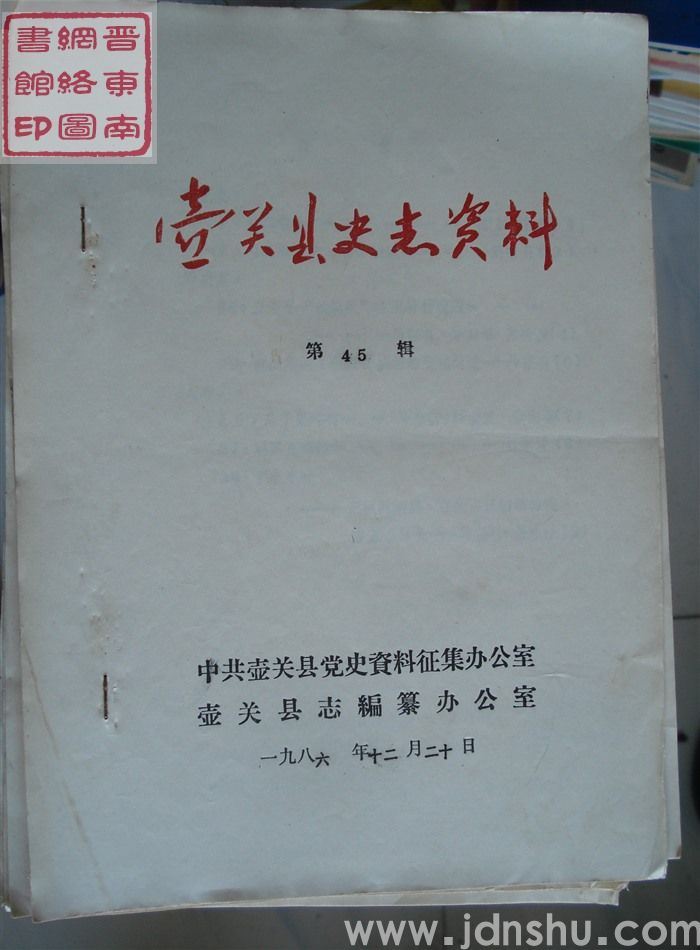 晋東南
網絡圖
書館印
壶关县史志资料
第 45 辑
中共壶关县党史資料征集办公室
壶关县志編纂办公室
一九八六 年十二月二十日
www.jdnshu.com